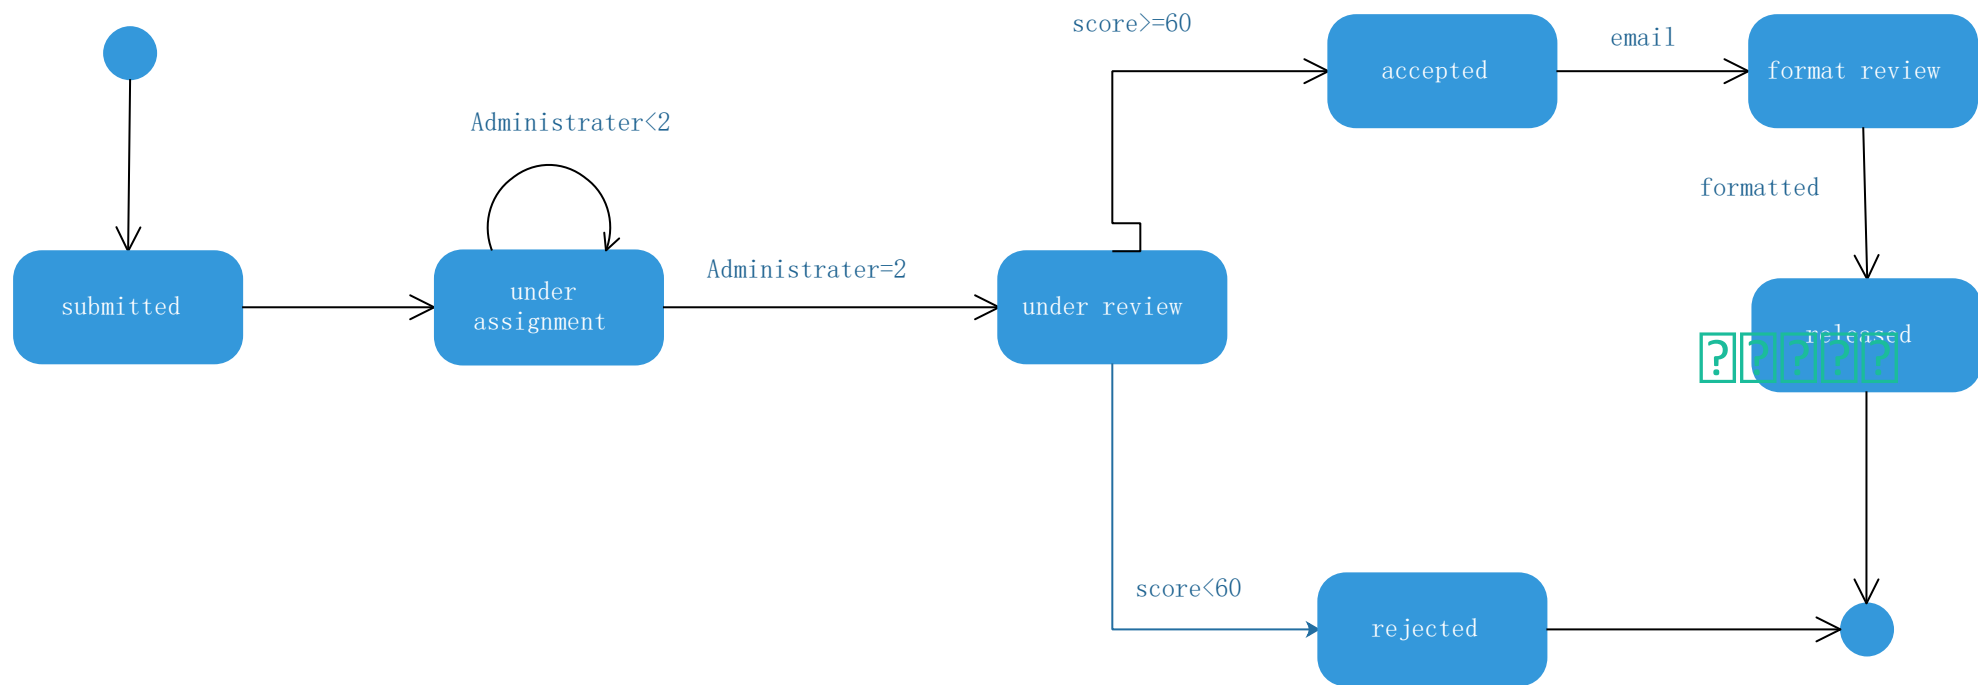 score>=60
email
accepted
format review
Administrater<2
formatted
Administrater=2
submitted
under
assignment
under review
released
score<60
rejected